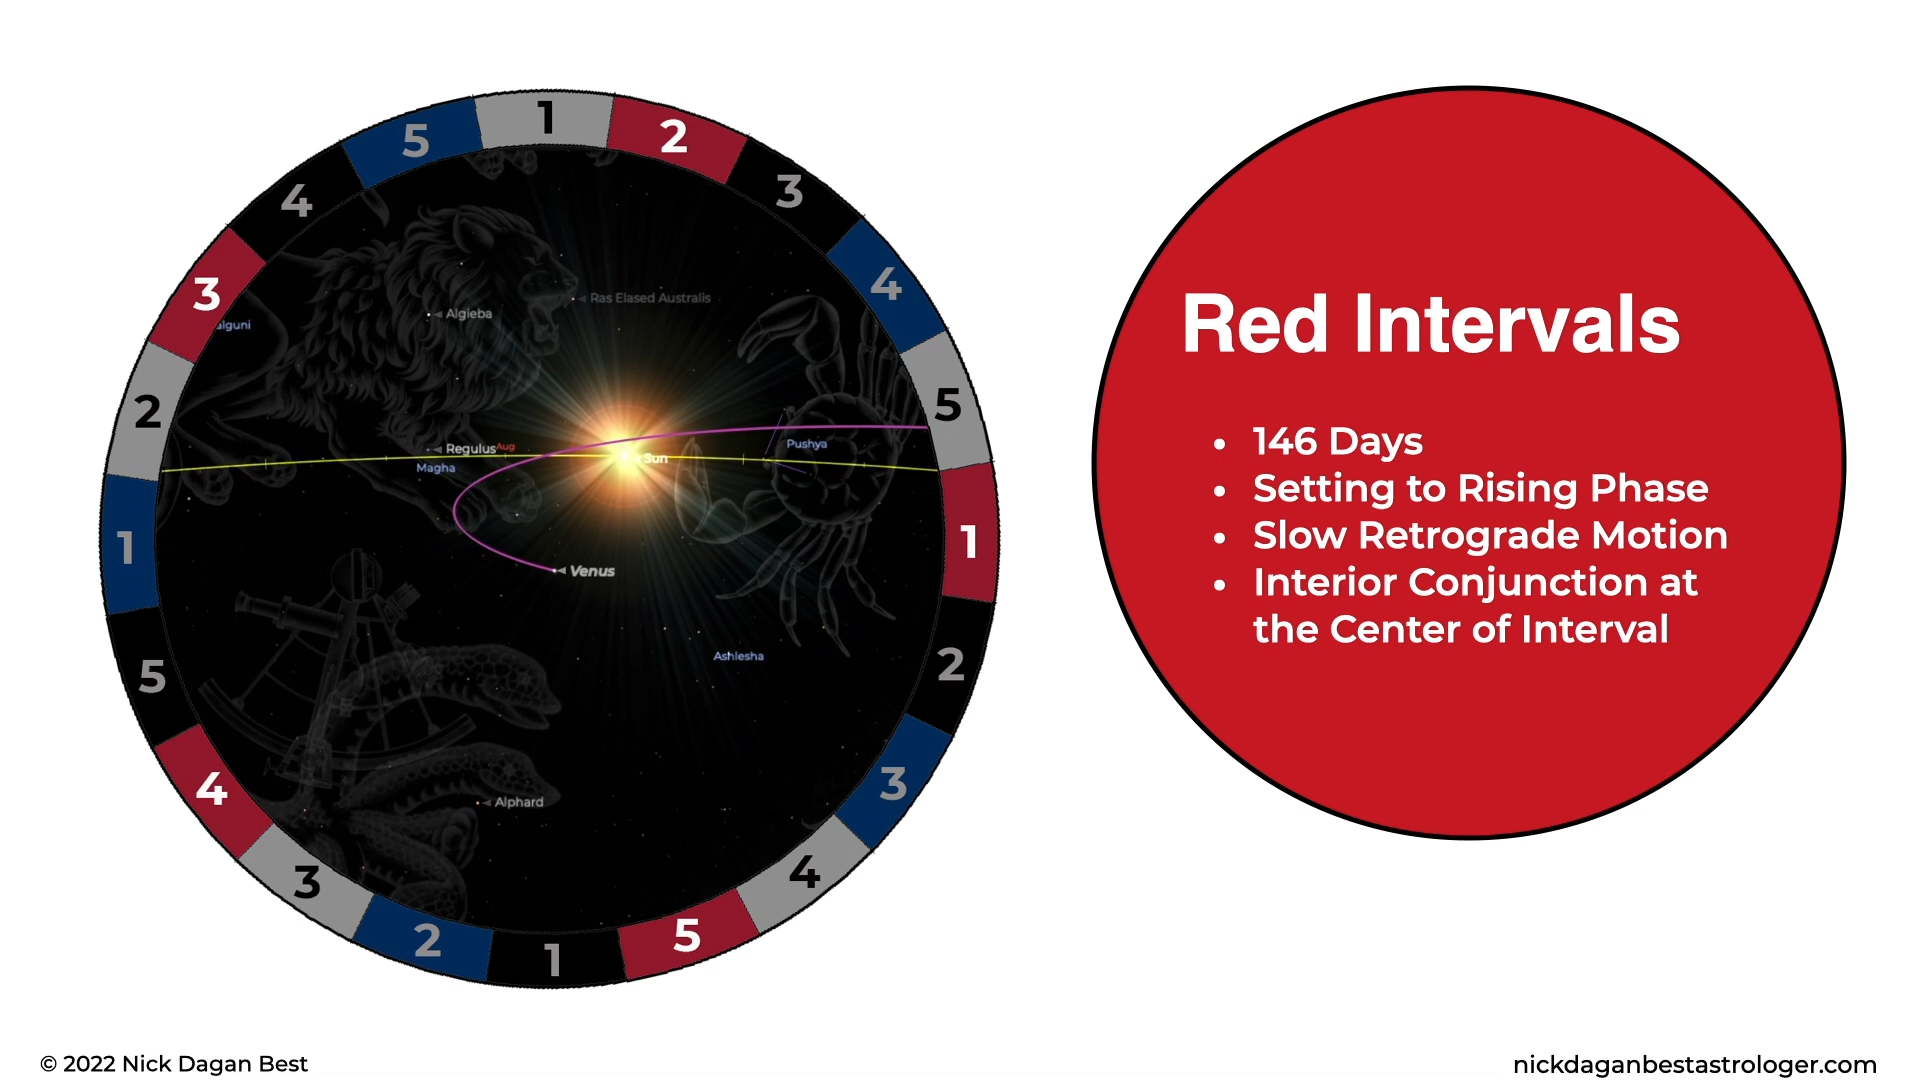 1
2
3
4
5
1
2
3
4
5
1
2
3
4
5
1
2
3
4
5
Ras Elased Australis
Algieba
alguni
Regulus Aug
Magha
Sun
Pushya
Venus
Ashlesha
Alphard
Red Intervals
• 146 Days
• Setting to Rising Phase
• Slow Retrograde Motion
• Interior Conjunction at
the Center of Interval
© 2022 Nick Dagan Best
nickdaganbestastrologer.com